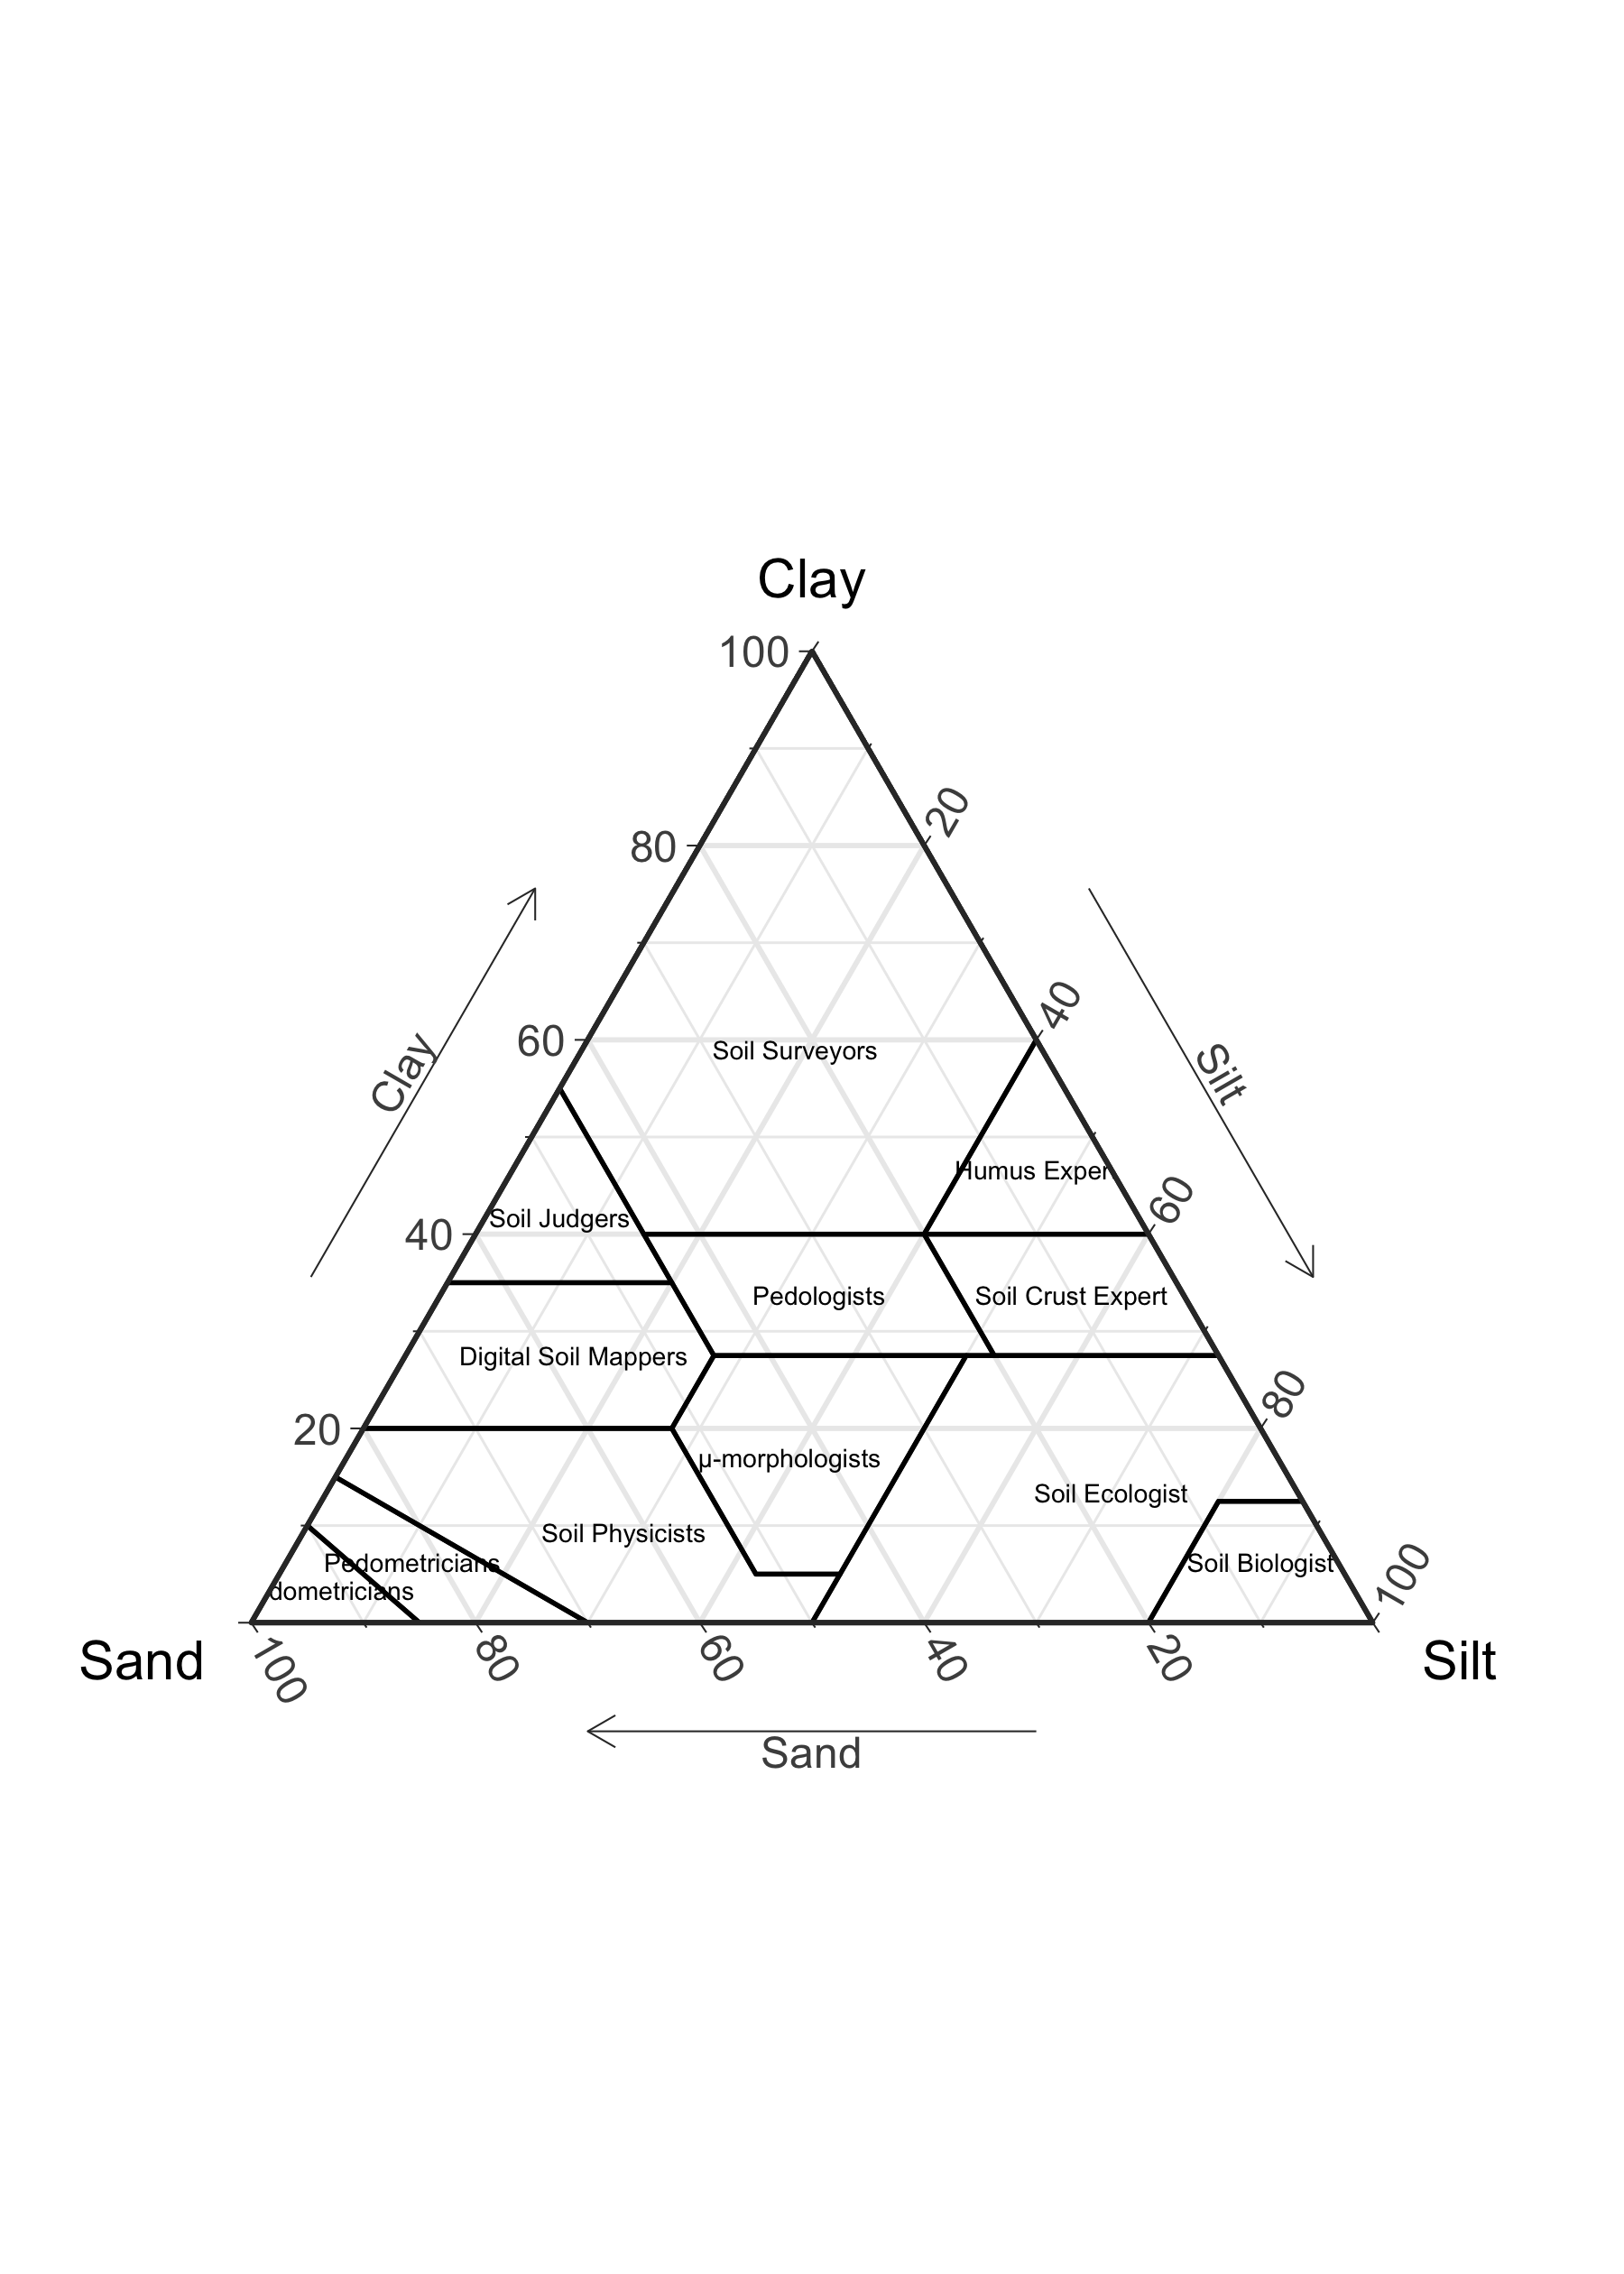 Clay
100
80
20
Clay
60
40
Silt
Soil Surveyors
Humus Exper
Soil Judgers
40
60
Pedologists
Soil Crust Expert
Digital Soil Mappers
20
80
µ-morphologists
Soil Ecologist
Soil Physicists
Pedometricians
Soil Biologist
dometricians
100
Sand
100
80
60
40
20
Silt
Sand